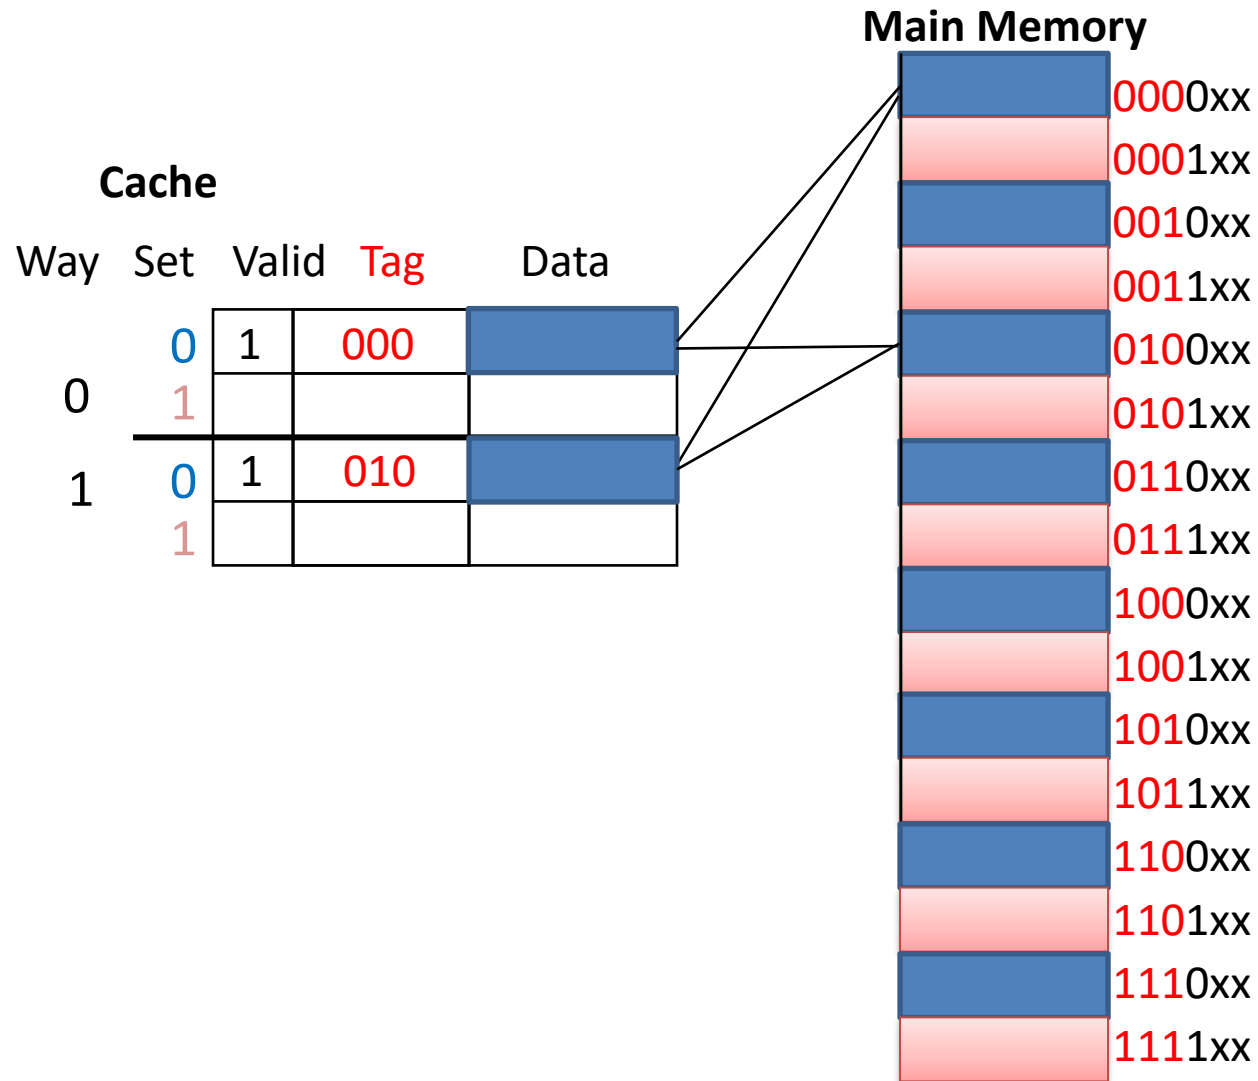 Main Memory
Cache
Way Set Valid Tag Data
0 1 000
0
1
1
0 1 010
1
0000xx
0001xx
0010xx
0011xx
0100xx
0101xx
0110xx
0111xx
1000xx
1001xx
1010xx
1011xx
1100xx
1101xx
1110xx
1111xx